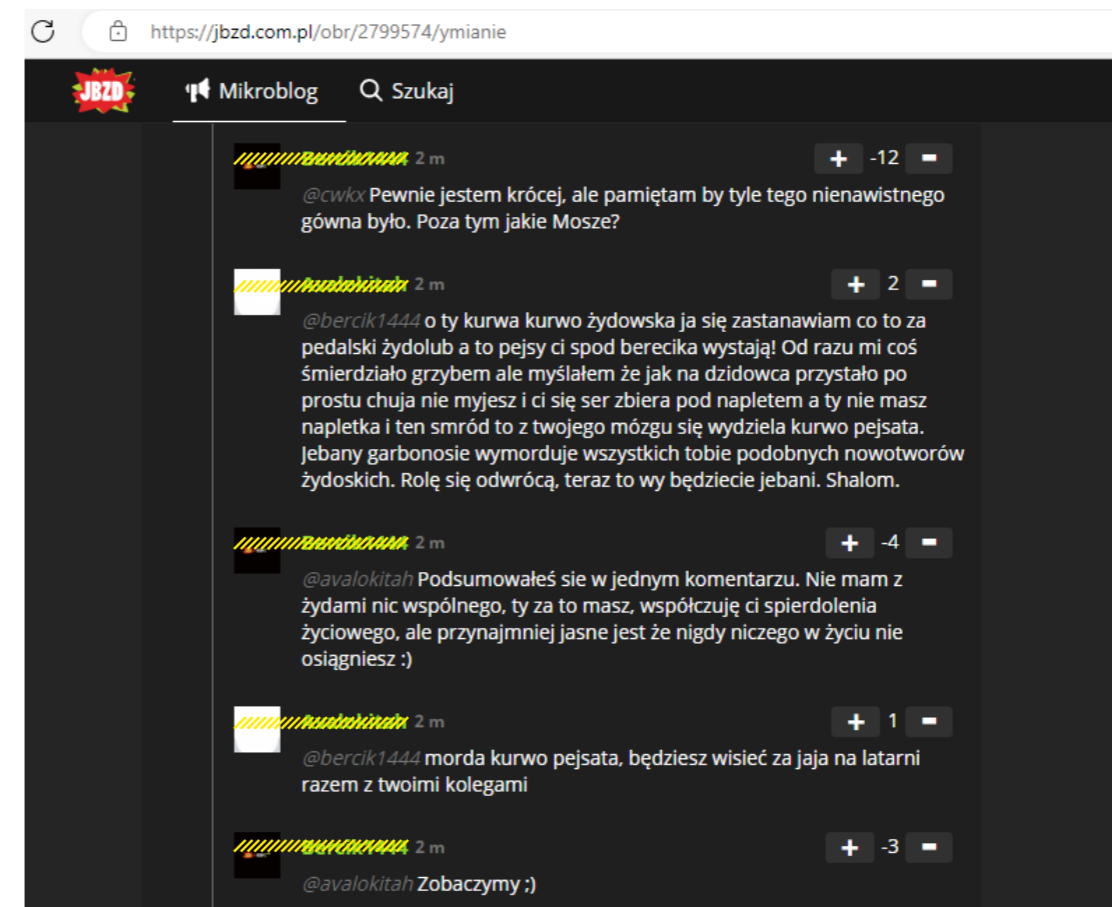 https://jbzd.com.pl/obr/2799574/ymianie
JBZD Mikroblog Szukaj
Bercik1444 2 m + -12 -
@cwkx Pewnie jestem krócej, ale pamiętam by tyle tego nienawistnego
gówna było. Poza tym jakie Mosze?
Avalokitah 2 m + 2 -
@bercik1444 o ty kurwa kurwo żydowska ja się zastanawiam co to za
pedalski żydolub a to pejsy ci spod berecika wystają! Od razu mi coś
śmierdziało grzybem ale myślałem że jak na dzidowca przystało po
prostu chuja nie myjesz i ci się ser zbiera pod napletem a ty nie masz
napletka i ten smród to z twojego mózgu się wydziela kurwo pejsata.
Jebany garbonosie wymorduje wszystkich tobie podobnych nowotworów
żydoskich. Rolę się odwrócą, teraz to wy będziecie jebani. Shalom.
Bercik1444 2 m + -4 -
@avalokitah Podsumowałeś sie w jednym komentarzu. Nie mam z
żydami nic wspólnego, ty za to masz, współczuję ci spierdolenia
życiowego, ale przynajmniej jasne jest że nigdy niczego w życiu nie
osiągniesz :)
Avalokitah 2 m + 1 -
@bercik1444 morda kurwo pejsata, będziesz wisieć za jaja na latarni
razem z twoimi kolegami
Bercik1444 2 m + -3 -
@avalokitah Zobaczymy ;)